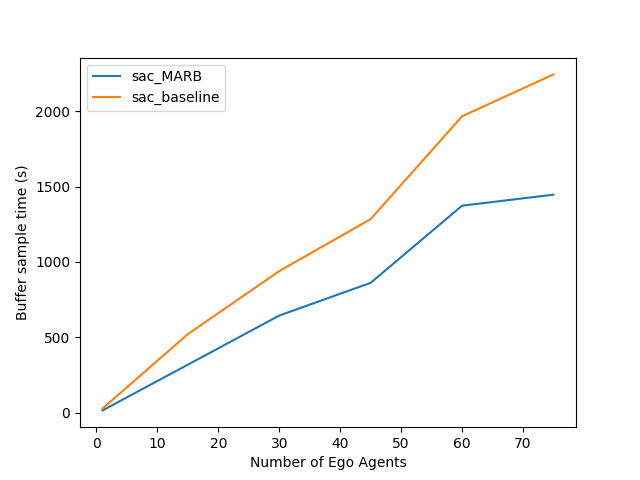 sac_MARB
sac_baseline
2000
1500
1000
500
0
Buffer sample time (s)
0 10 20 30 40 50 60 70
Number of Ego Agents